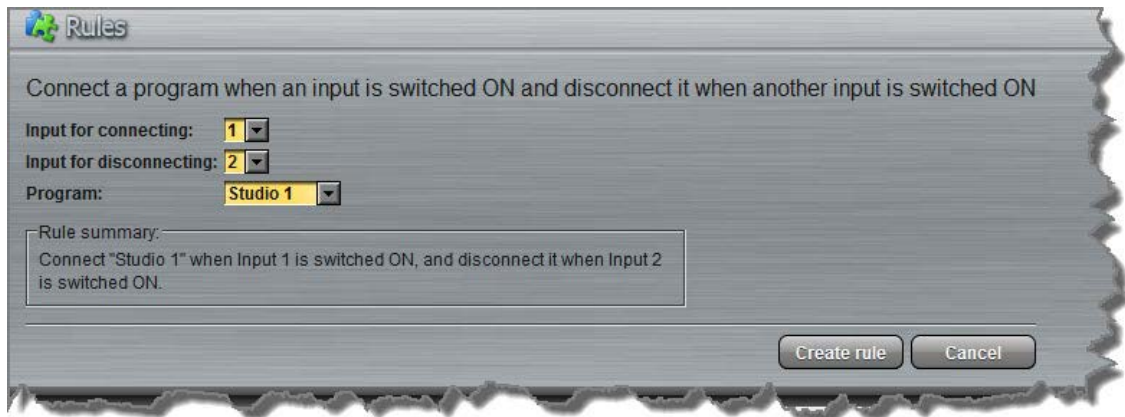 Rules
Connect a program when an input is switched ON and disconnect it when another input is switched ON
Input for connecting: 1
Input for disconnecting: 2
Program: Studio 1
Rule summary:
Connect "Studio 1" when Input 1 is switched ON, and disconnect it when Input 2
is switched ON.
Create rule Cancel